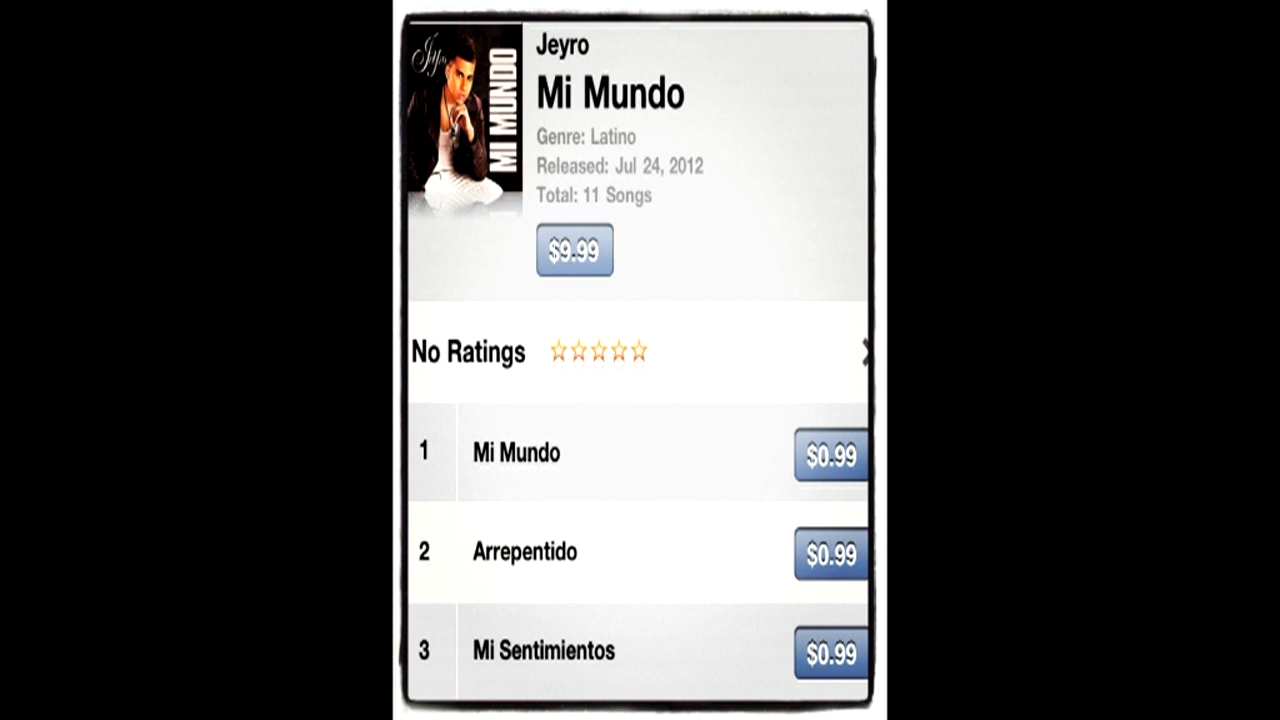 Jeyro
MI MUNDO
Jeyro
Mi Mundo
Genre: Latino
Released: Jul 24, 2012
Total: 11 Songs
$9.99
No Ratings
1 Mi Mundo $0.99
2 Arrepentido $0.99
3 Mi Sentimientos $0.99